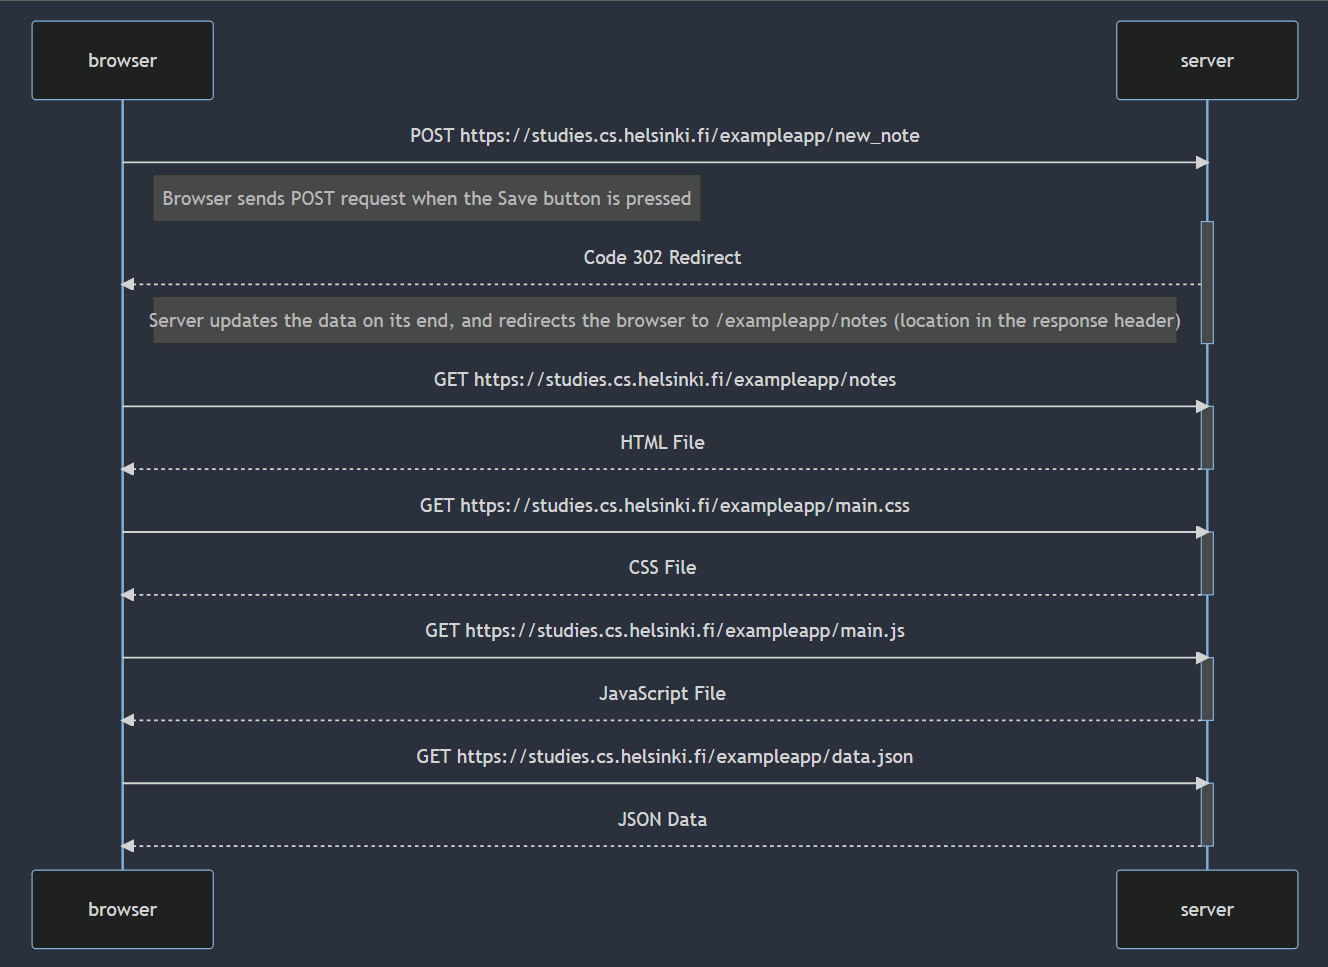 browser
server
POST https://studies.cs.helsinki.fi/exampleapp/new_note
Browser sends POST request when the Save button is pressed
Code 302 Redirect
Server updates the data on its end, and redirects the browser to /exampleapp/notes (location in the response header)
GET https://studies.cs.helsinki.fi/exampleapp/notes
HTML File
GET https://studies.cs.helsinki.fi/exampleapp/main.css
CSS File
GET https://studies.cs.helsinki.fi/exampleapp/main.js
JavaScript File
GET https://studies.cs.helsinki.fi/exampleapp/data.json
JSON Data
browser
server